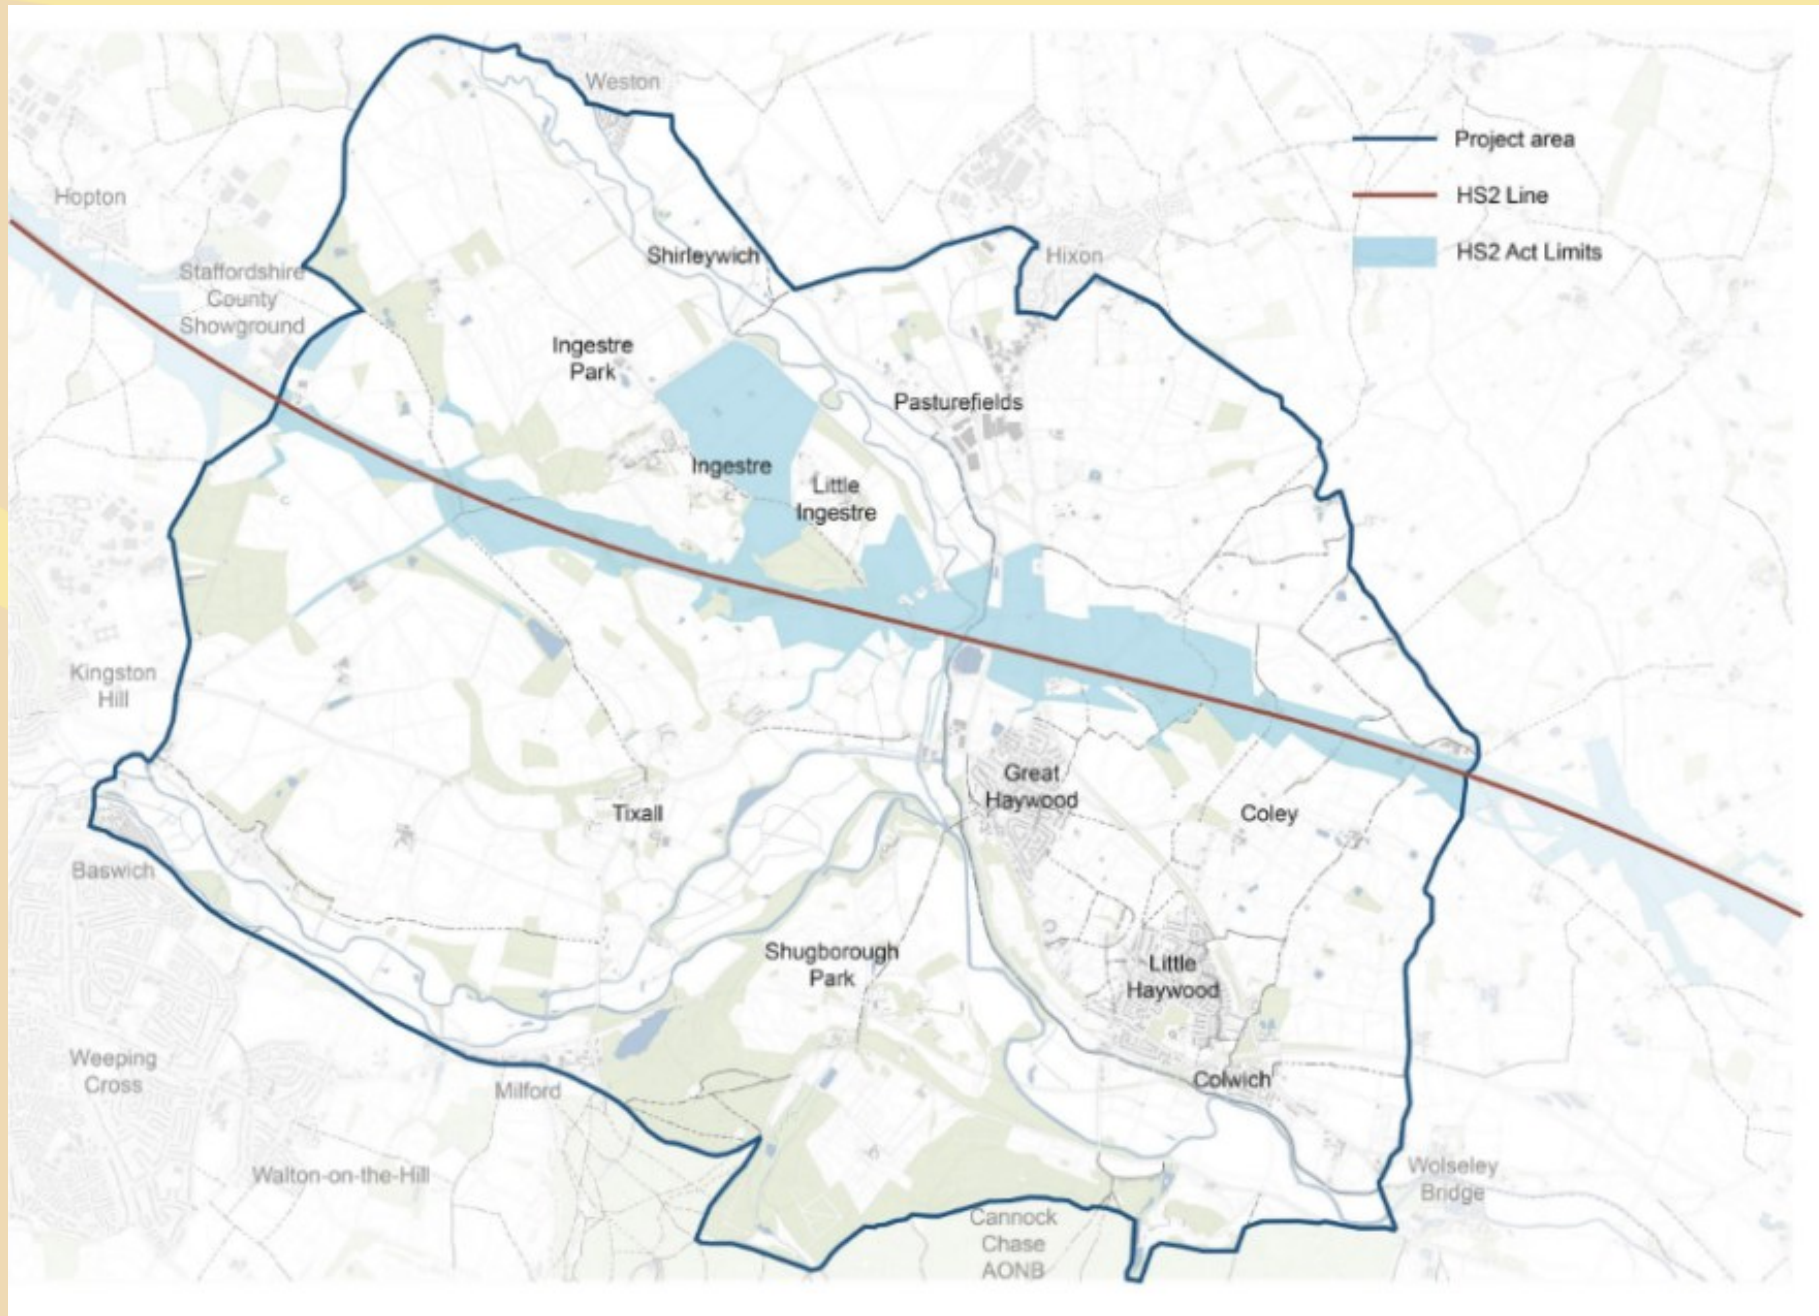 Weston
Project area
HS2 Line
HS2 Act Limits
Hopton
Shirleywich
Hixon
Staffordshire
County
Showground
Ingestre
Park
Pasturefields
Ingestre
Little
Ingestre
Kingston
Hill
Great
Haywood
Tixall
Coley
Baswich
Shugborough
Park
Little
Haywood
Weeping
Cross
Milford
Colwich
Walton-on-the-Hill
Wolseley
Bridge
Cannock
Chase
AONB